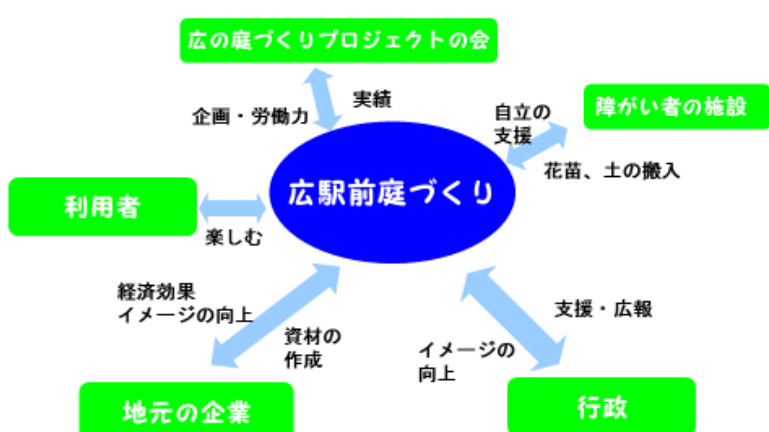 広の庭づくりプロジェクトの会
企画・労働力
実績
自立の
支援
障がい者の施設
花苗、土の搬入
広駅前庭づくり
利用者
楽しむ
経済効果
イメージの向上
資材の
作成
支援・広報
イメージの
向上
地元の企業
行政